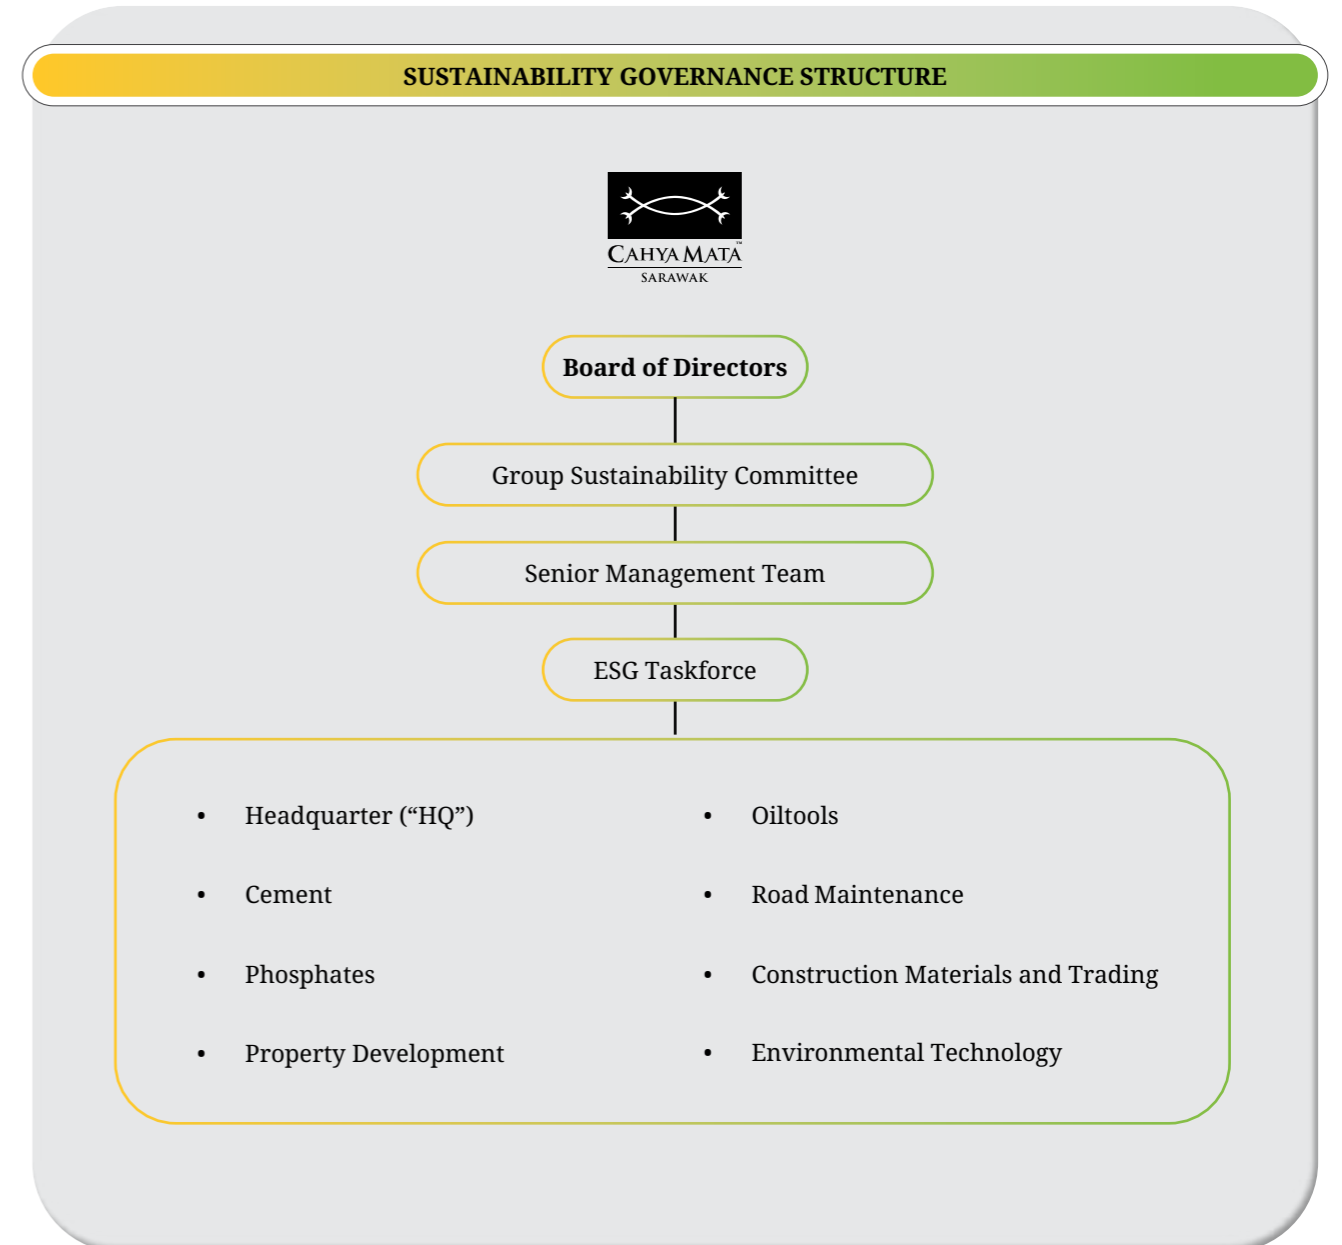 SUSTAINABILITY GOVERNANCE STRUCTURE
CAHYA MATA™
SARAWAK
Board of Directors
Group Sustainability Committee
Senior Management Team
ESG Taskforce
• Headquarter (“HQ”)
• Cement
• Phosphates
• Property Development
• Oiltools
• Road Maintenance
• Construction Materials and Trading
• Environmental Technology